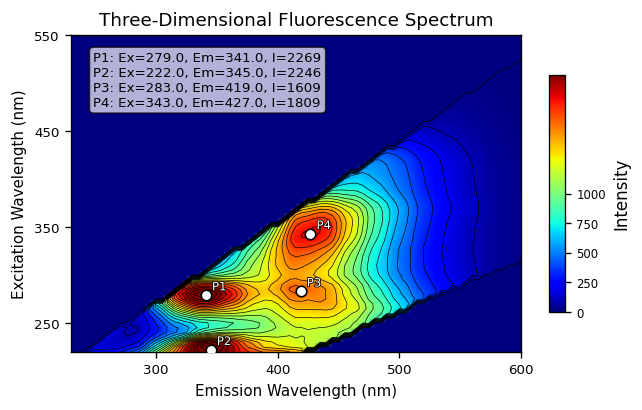 Three-Dimensional Fluorescence Spectrum
P1: Ex=279.0, Em=341.0, I=2269
P2: Ex=222.0, Em=345.0, I=2246
P3: Ex=283.0, Em=419.0, I=1609
P4: Ex=343.0, Em=427.0, I=1809
550
450
350
250
Excitation Wavelength (nm)
P4
P3
P1
P2
300
400
500
600
Emission Wavelength (nm)
1000
750
500
250
0
Intensity